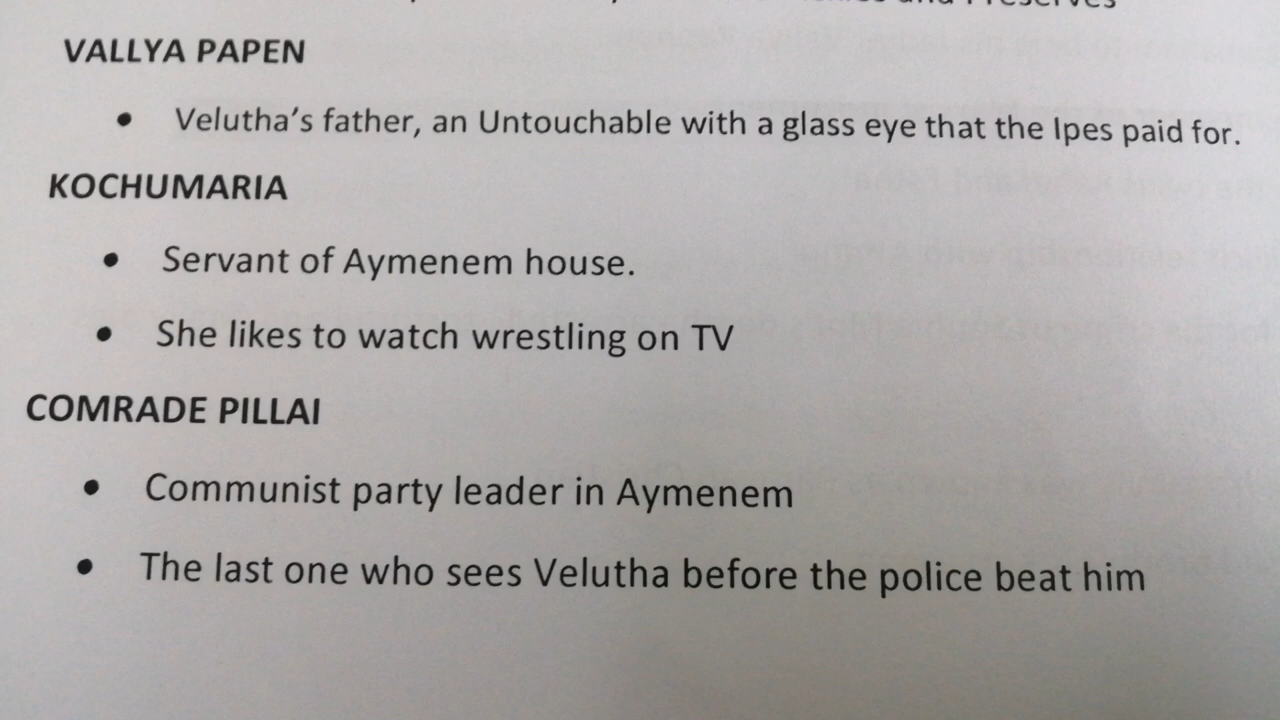 and Preserves
VALLYA PAPEN
• Velutha's father, an Untouchable with a glass eye that the Ipes paid for.
KOCHUMARIA
• Servant of Aymenem house.
• She likes to watch wrestling on TV
COMRADE PILLAI
• Communist party leader in Aymenem
• The last one who sees Velutha before the police beat him